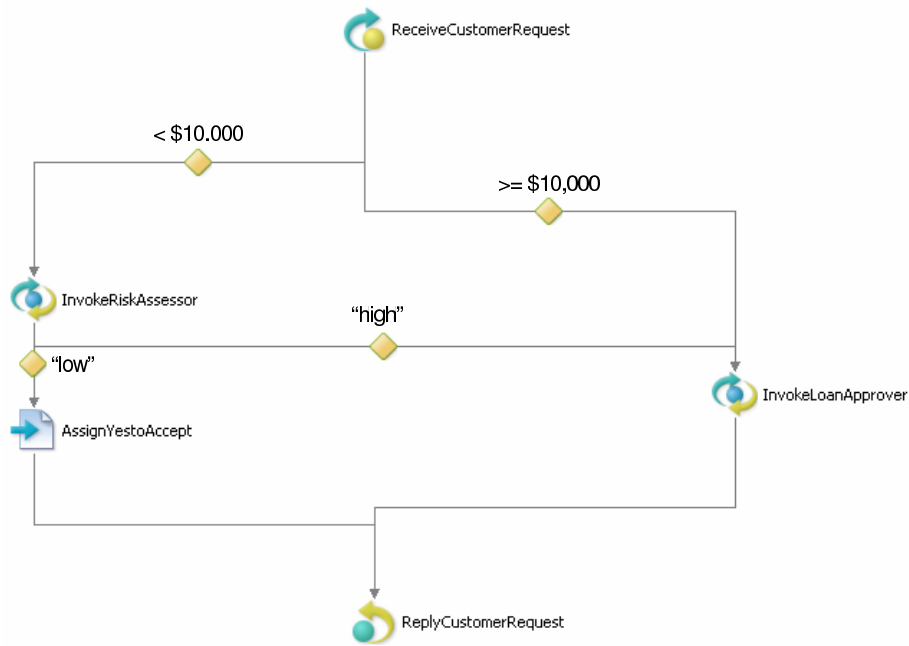 ReceiveCustomerRequest
< $10.000
>= $10,000
InvokeRiskAssessor
“high”
“low”
InvokeLoanApprover
AssignYestoAccept
ReplyCustomerRequest